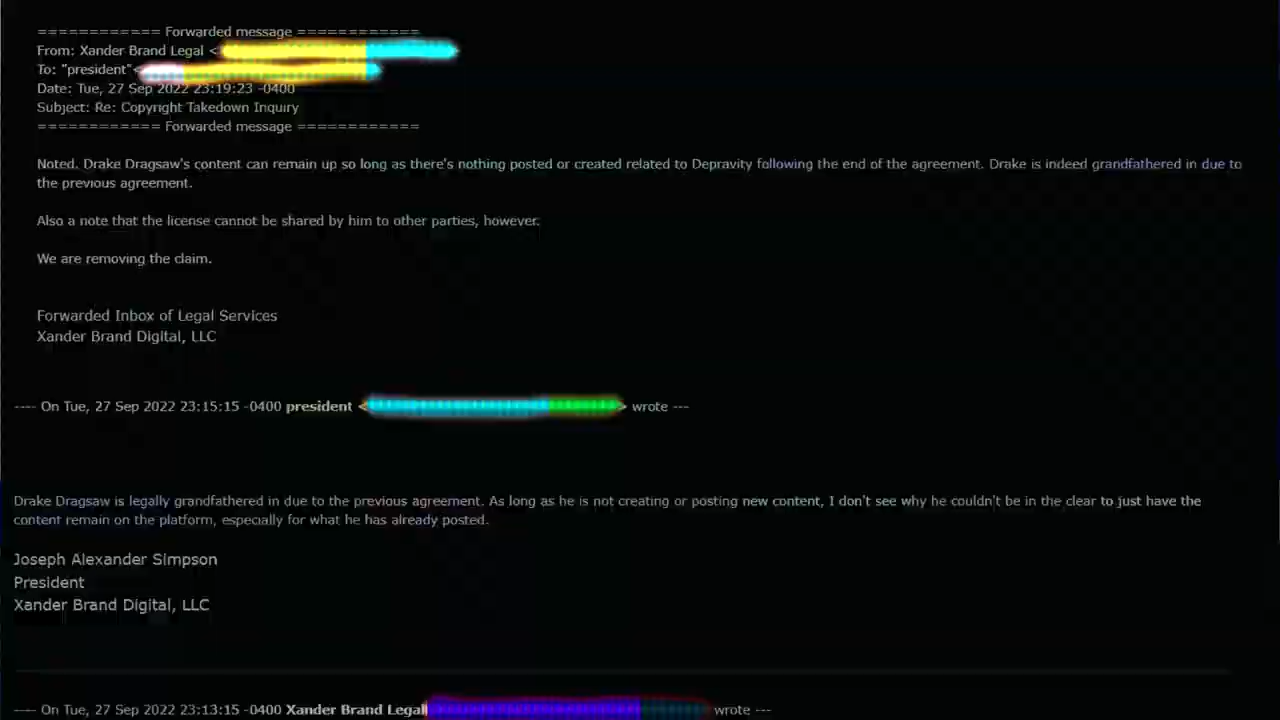 ============ Forwarded message ============
From: Xander Brand Legal <
To: "president"<
Date: Tue, 27 Sep 2022 23:19:23 -0400
Subject: Re: Copyright Takedown Inquiry
============ Forwarded message ============
Noted. Drake Dragsaw's content can remain up so long as there's nothing posted or created related to Depravity following the end of the agreement. Drake is indeed grandfathered in due to
the previous agreement.
Also a note that the license cannot be shared by him to other parties, however.
We are removing the claim.
Forwarded Inbox of Legal Services
Xander Brand Digital, LLC
---- On Tue, 27 Sep 2022 23:15:15 -0400 president < > wrote ---
Drake Dragsaw is legally grandfathered in due to the previous agreement. As long as he is not creating or posting new content, I don't see why he couldn't be in the clear to just have the
content remain on the platform, especially for what he has already posted.
Joseph Alexander Simpson
President
Xander Brand Digital, LLC
---- On Tue, 27 Sep 2022 23:13:15 -0400 Xander Brand Legal wrote ---